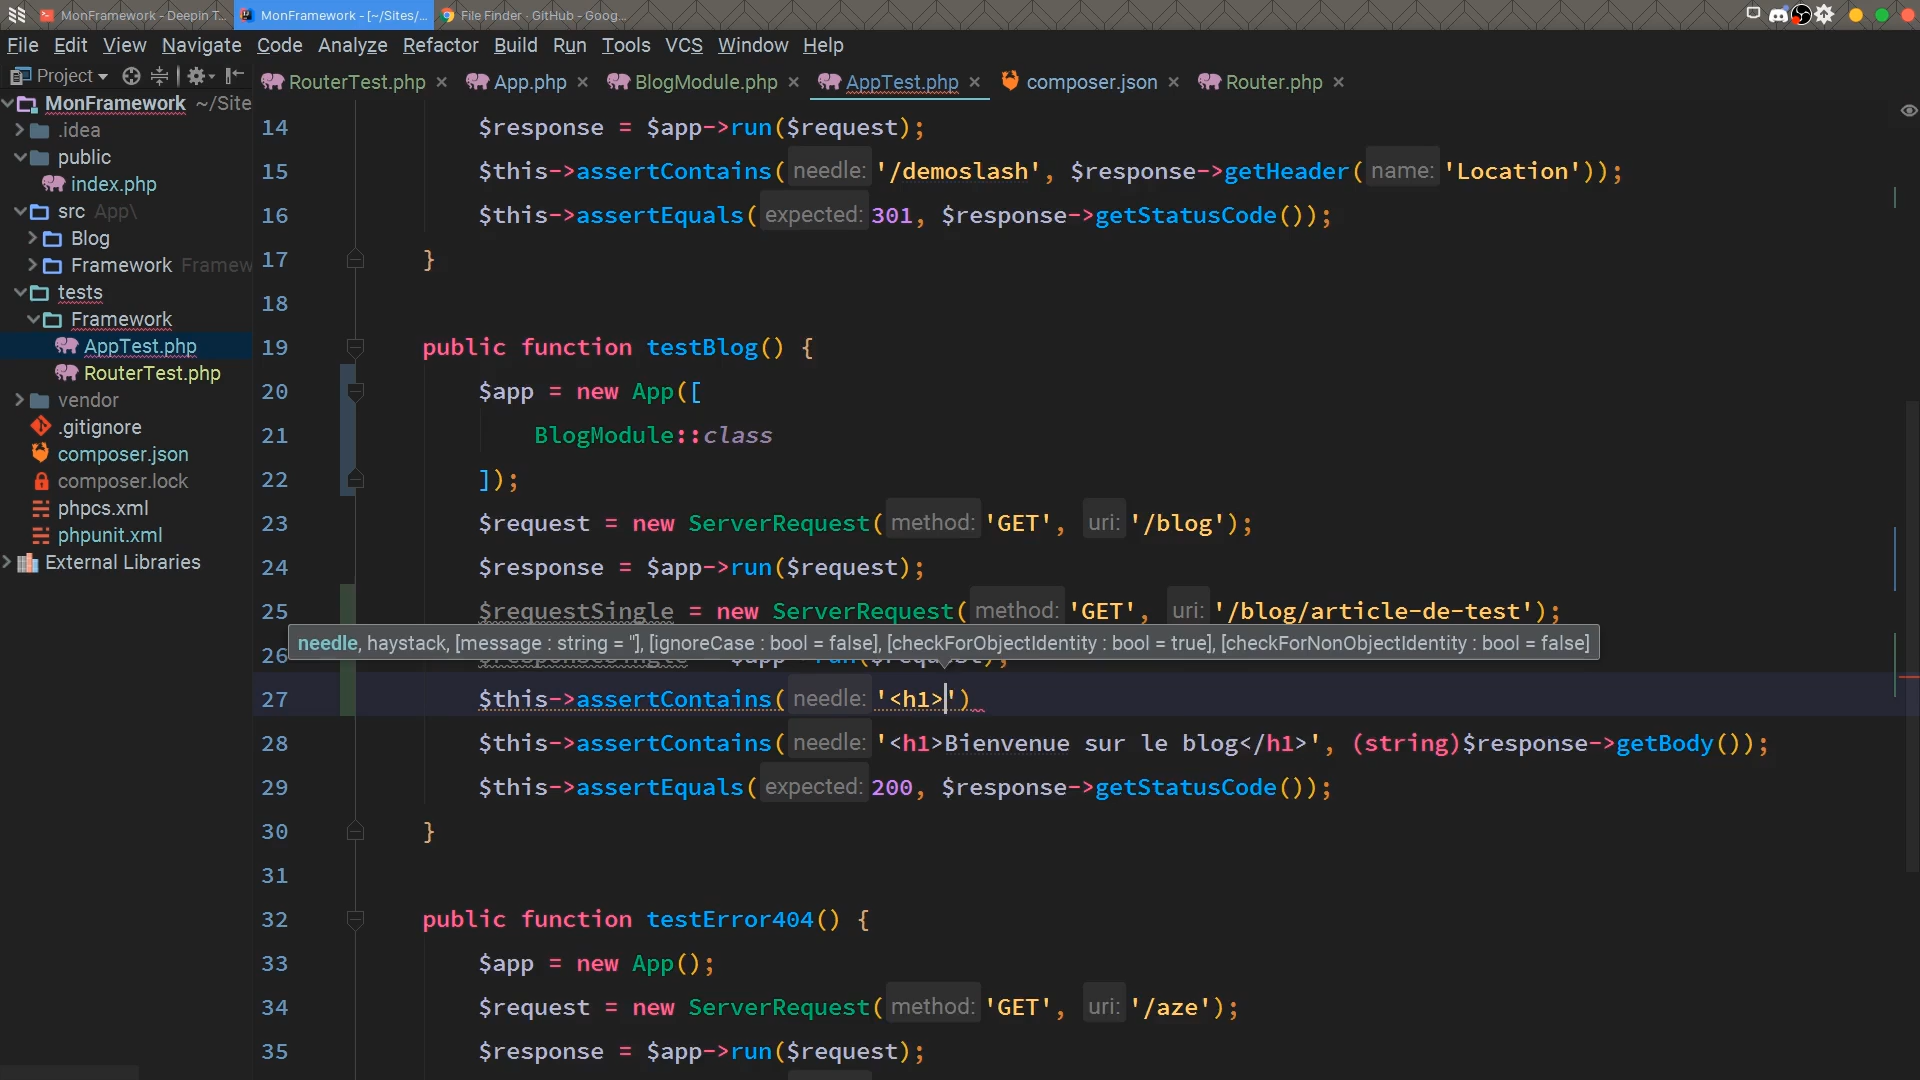 MonFramework - Deepin T...
MonFramework - [~/Sites/...
File Finder · GitHub - Goog...
File Edit View Navigate Code Analyze Refactor Build Run Tools VCS Window Help
Project
RouterTest.php
App.php
BlogModule.php
AppTest.php
composer.json
Router.php
MonFramework ~/Site
.idea
public
index.php
src App\
Blog
Framework Framew
tests
Framework
AppTest.php
RouterTest.php
vendor
.gitignore
composer.json
composer.lock
phpcs.xml
phpunit.xml
External Libraries
14 $response = $app->run($request);
15 $this->assertContains( needle: '/demoslash', $response->getHeader( name: 'Location'));
16 $this->assertEquals( expected: 301, $response->getStatusCode());
17 }
18
19 public function testBlog() {
20 $app = new App([
21 BlogModule::class
22 ]);
23 $request = new ServerRequest( method: 'GET', uri: '/blog');
24 $response = $app->run($request);
25 $requestSingle = new ServerRequest( method: 'GET', uri: '/blog/article-de-test');
needle, haystack, [message : string = ''], [ignoreCase : bool = false], [checkForObjectIdentity : bool = true], [checkForNonObjectIdentity : bool = false]
26 $responseSingle = $app->run($request);
27 $this->assertContains( needle: '<h1>')
28 $this->assertContains( needle: '<h1>Bienvenue sur le blog</h1>', (string)$response->getBody());
29 $this->assertEquals( expected: 200, $response->getStatusCode());
30 }
31
32 public function testError404() {
33 $app = new App();
34 $request = new ServerRequest( method: 'GET', uri: '/aze');
35 $response = $app->run($request);